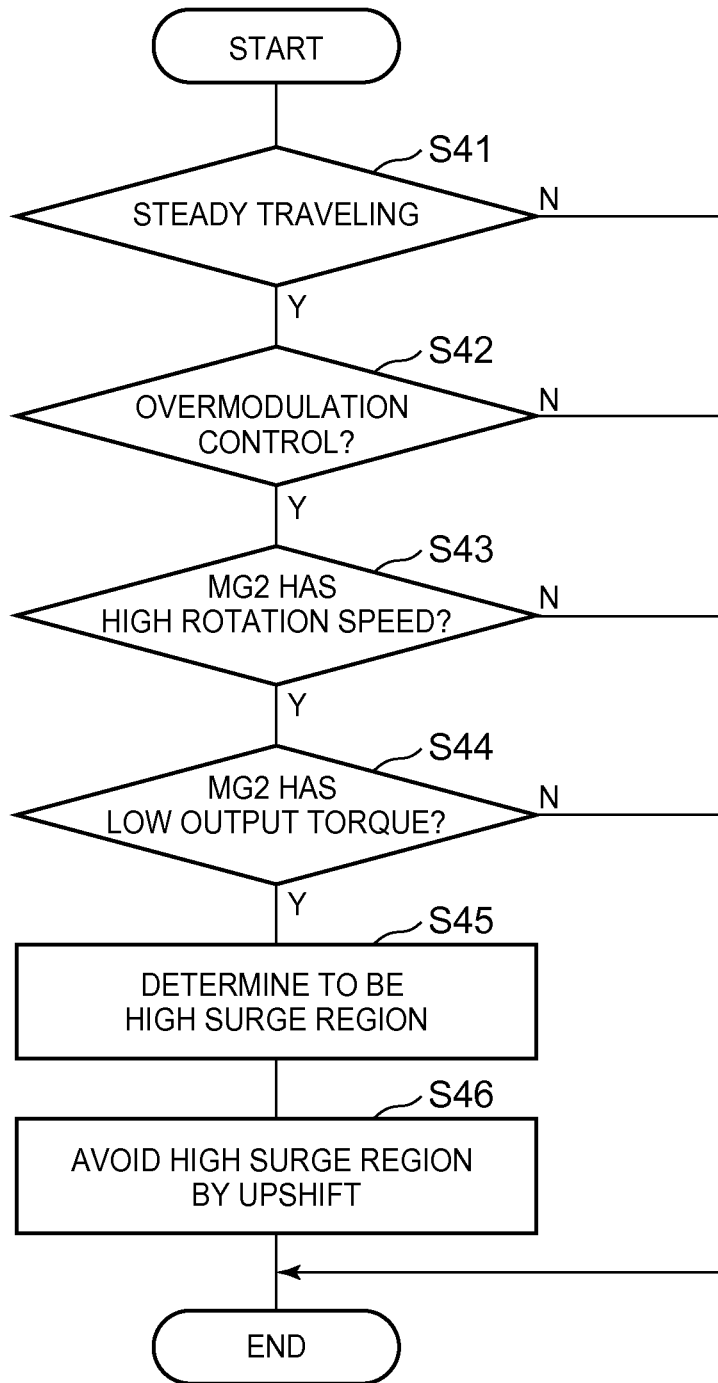 START
S41
STEADY TRAVELING
N
Y
S42
OVERMODULATION
CONTROL?
N
Y
S43
MG2 HAS
HIGH ROTATION SPEED?
N
Y
S44
MG2 HAS
LOW OUTPUT TORQUE?
N
Y
S45
DETERMINE TO BE
HIGH SURGE REGION
S46
AVOID HIGH SURGE REGION
BY UPSHIFT
END